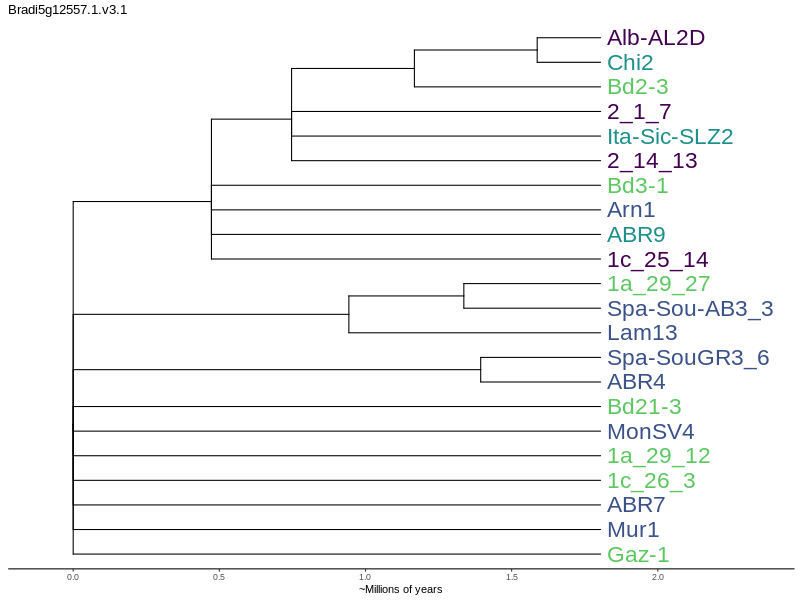 Bradi5g12557.1.v3.1
Alb-AL2D
Chi2
Bd2-3
2_1_7
Ita-Sic-SLZ2
2_14_13
Bd3-1
Arn1
ABR9
1c_25_14
1a_29_27
Spa-Sou-AB3_3
Lam13
Spa-SouGR3_6
ABR4
Bd21-3
MonSV4
1a_29_12
1c_26_3
ABR7
Mur1
Gaz-1
0.0 0.5 1.0 1.5 2.0
~Millions of years